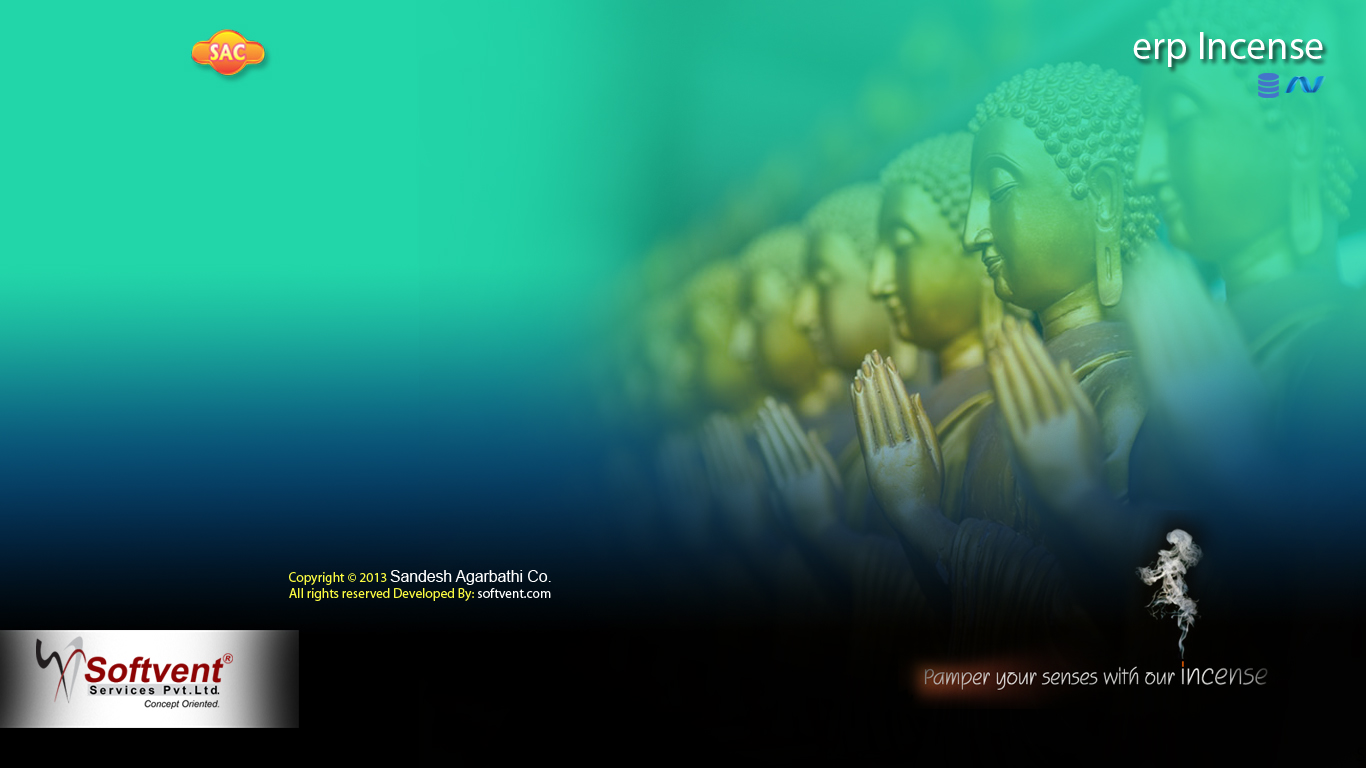 SAC
erp Incense
Copyright © 2013 Sandesh Agarbathi Co.
All rights reserved Developed By: softvent.com
Softvent®
Services Pvt.Ltd.
Concept Oriented.
Pamper your senses with our incense